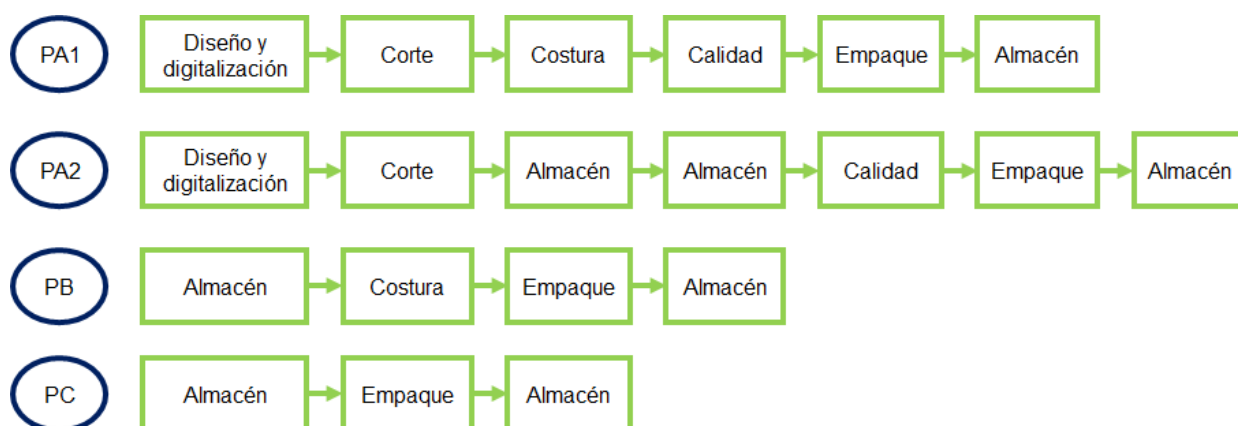 PA1
Diseño y
digitalización
Corte
Costura
Calidad
Empaque
Almacén
PA2
Diseño y
digitalización
Corte
Almacén
Almacén
Calidad
Empaque
Almacén
PB
Almacén
Costura
Empaque
Almacén
PC
Almacén
Empaque
Almacén